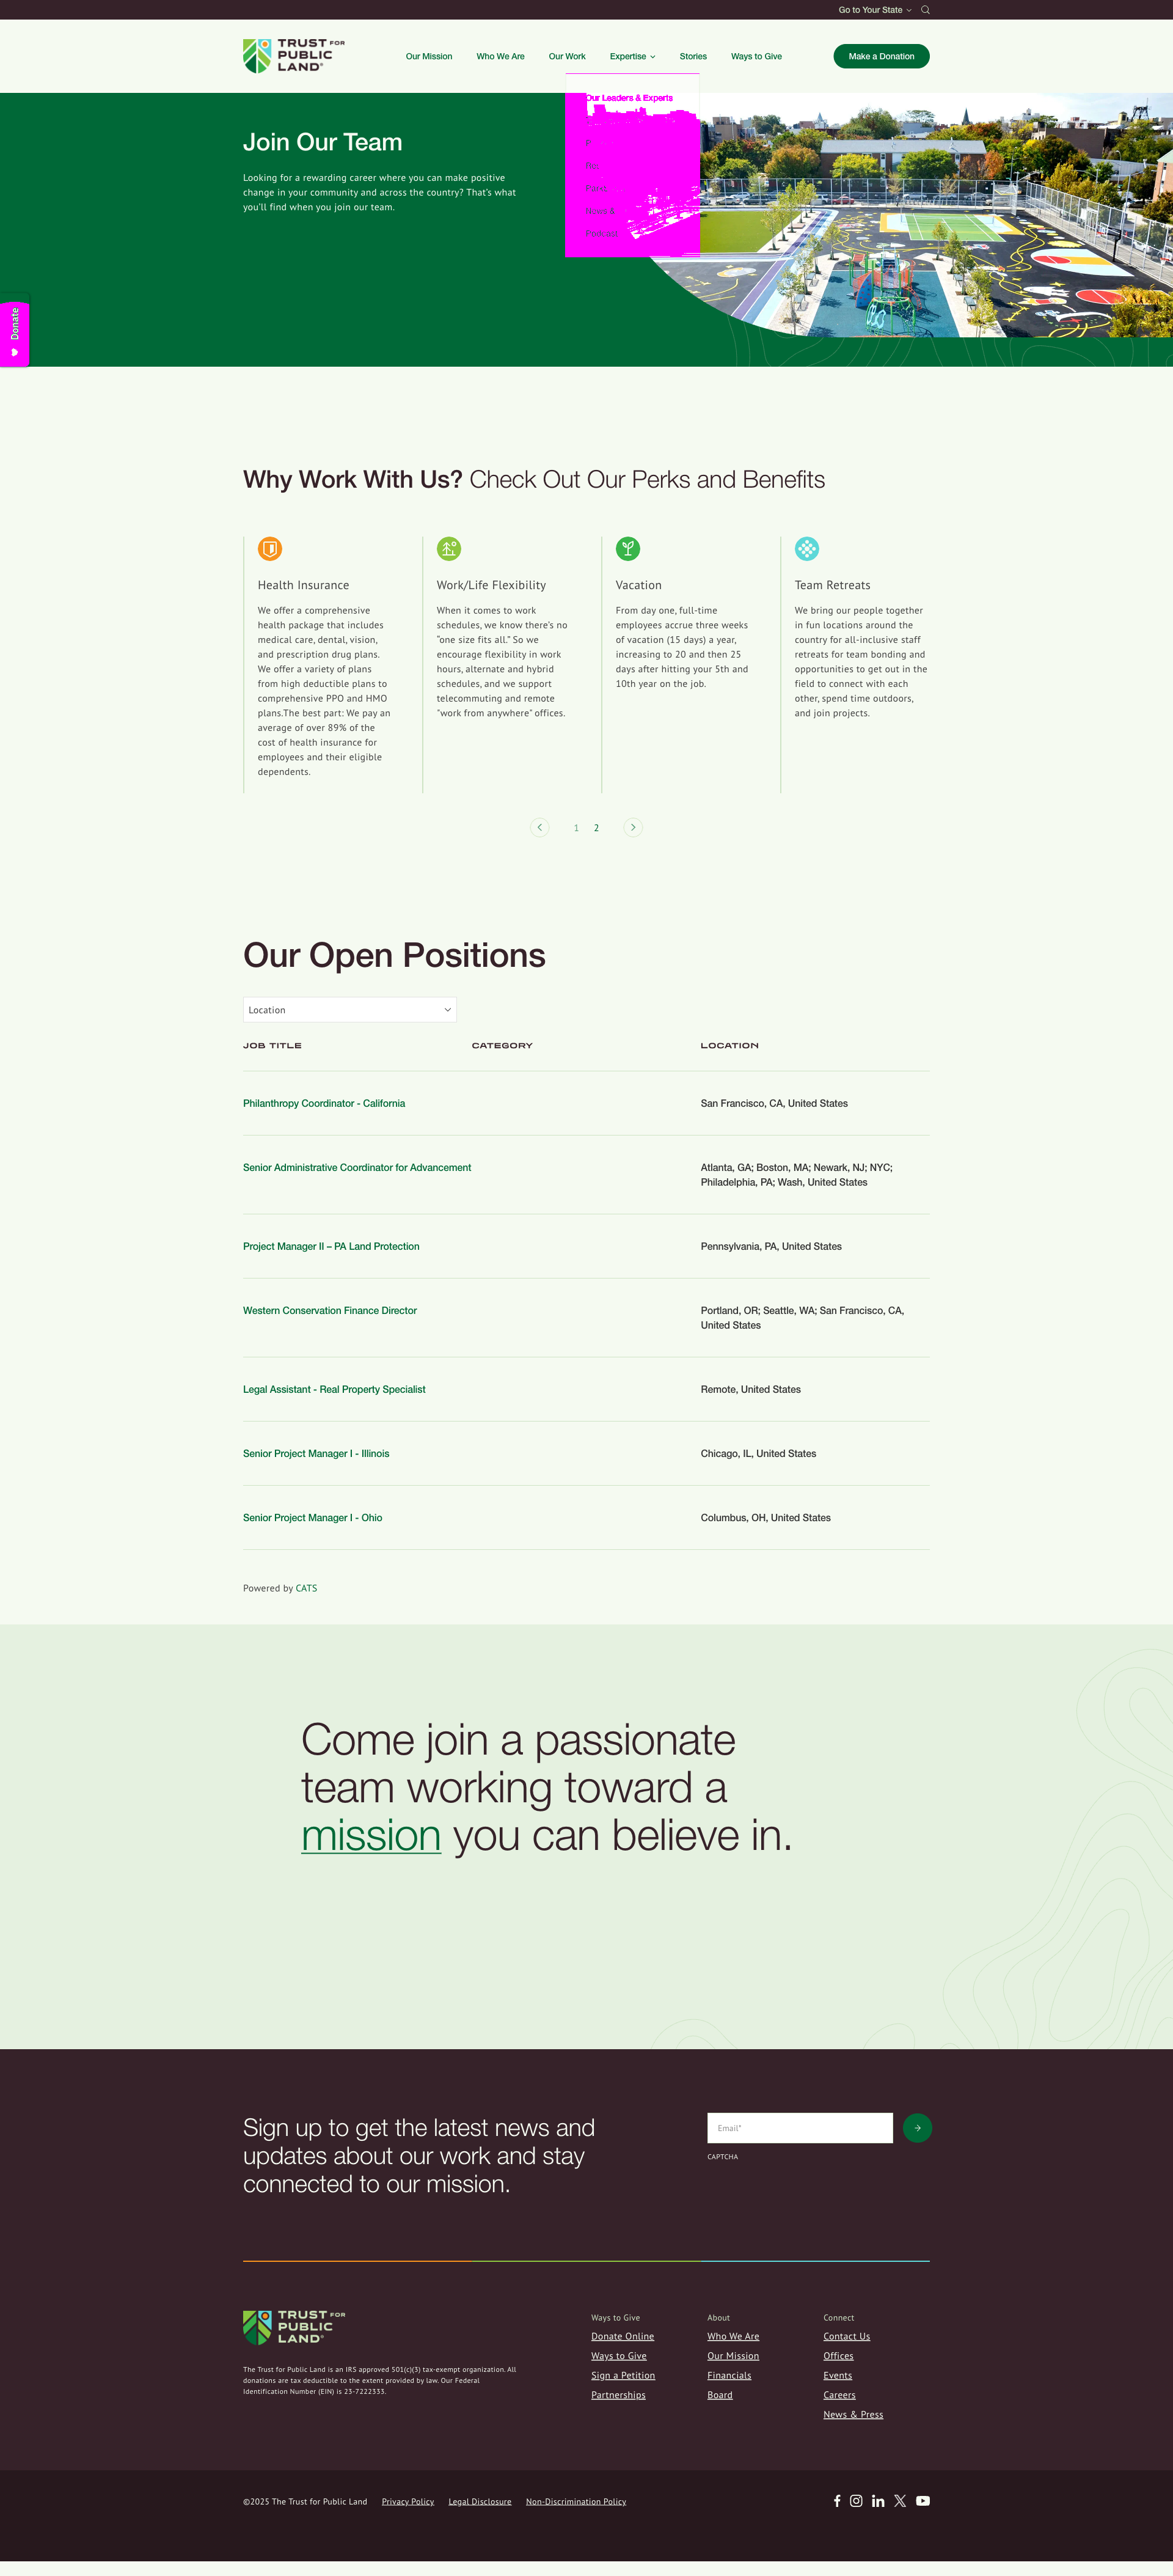 Go to Your State
TRUST FOR
PUBLIC
LAND®
Our Mission
Who We Are
Our Work
Expertise
Stories
Ways to Give
Make a Donation
Our Leaders & Experts
News &
Podcast
Join Our Team
Looking for a rewarding career where you can make positive
change in your community and across the country? That's what
you'll find when you join our team.
Donate
Why Work With Us? Check Out Our Perks and Benefits
Health Insurance
We offer a comprehensive
health package that includes
medical care, dental, vision,
and prescription drug plans.
We offer a variety of plans
from high deductible plans to
comprehensive PPO and HMO
plans.The best part: We pay an
average of over 89% of the
cost of health insurance for
employees and their eligible
dependents.
Work/Life Flexibility
When it comes to work
schedules, we know there's no
"one size fits all." So we
encourage flexibility in work
hours, alternate and hybrid
schedules, and we support
telecommuting and remote
"work from anywhere" offices.
Vacation
From day one, full-time
employees accrue three weeks
of vacation (15 days) a year,
increasing to 20 and then 25
days after hitting your 5th and
10th year on the job.
Team Retreats
We bring our people together
in fun locations around the
country for all-inclusive staff
retreats for team bonding and
opportunities to get out in the
field to connect with each
other, spend time outdoors,
and join projects.
1 2
Our Open Positions
Location
JOB TITLE CATEGORY LOCATION
Philanthropy Coordinator - California
San Francisco, CA, United States
Senior Administrative Coordinator for Advancement
Atlanta, GA; Boston, MA; Newark, NJ; NYC;
Philadelphia, PA; Wash, United States
Project Manager II – PA Land Protection
Pennsylvania, PA, United States
Western Conservation Finance Director
Portland, OR; Seattle, WA; San Francisco, CA,
United States
Legal Assistant - Real Property Specialist
Remote, United States
Senior Project Manager I - Illinois
Chicago, IL, United States
Senior Project Manager I - Ohio
Columbus, OH, United States
Powered by CATS
Come join a passionate
team working toward a
mission you can believe in.
Sign up to get the latest news and
updates about our work and stay
connected to our mission.
Email*
CAPTCHA
TRUST FOR
PUBLIC
LAND®
The Trust for Public Land is an IRS approved 501(c)(3) tax-exempt organization. All
donations are tax deductible to the extent provided by law. Our Federal
Identification Number (EIN) is 23-7222333.
Ways to Give
Donate Online
Ways to Give
Sign a Petition
Partnerships
About
Who We Are
Our Mission
Financials
Board
Connect
Contact Us
Offices
Events
Careers
News & Press
©2025 The Trust for Public Land
Privacy Policy
Legal Disclosure
Non-Discrimination Policy